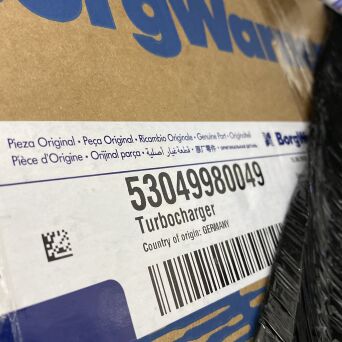 BorgWarner
Pieza Original • Peça Original • Ricambio Originale • Genuine Part • Originalteil
BorgW
Pièce d'Origine • Orijinal parça • قطعة غيار أصلية • 原厂零件 •
53049980049
Turbocharger
Country of origin: GERMANY